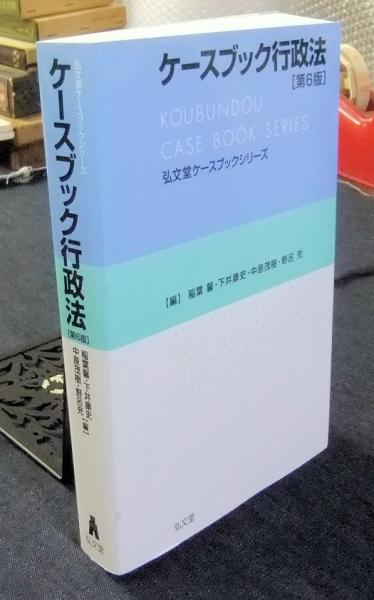 ケースブック行政法
[第6版]
KOUBUNDOU
CASE BOOK SERIES
弘文堂ケースブックシリーズ
【編】 稲葉 馨・下井康史・中原茂樹・野呂 充
弘文堂
弘文堂ケースブックシリーズ
ケースブック行政法
[第6版]
稲葉馨・下井康史
中原茂樹・野呂充[編]
弘文堂